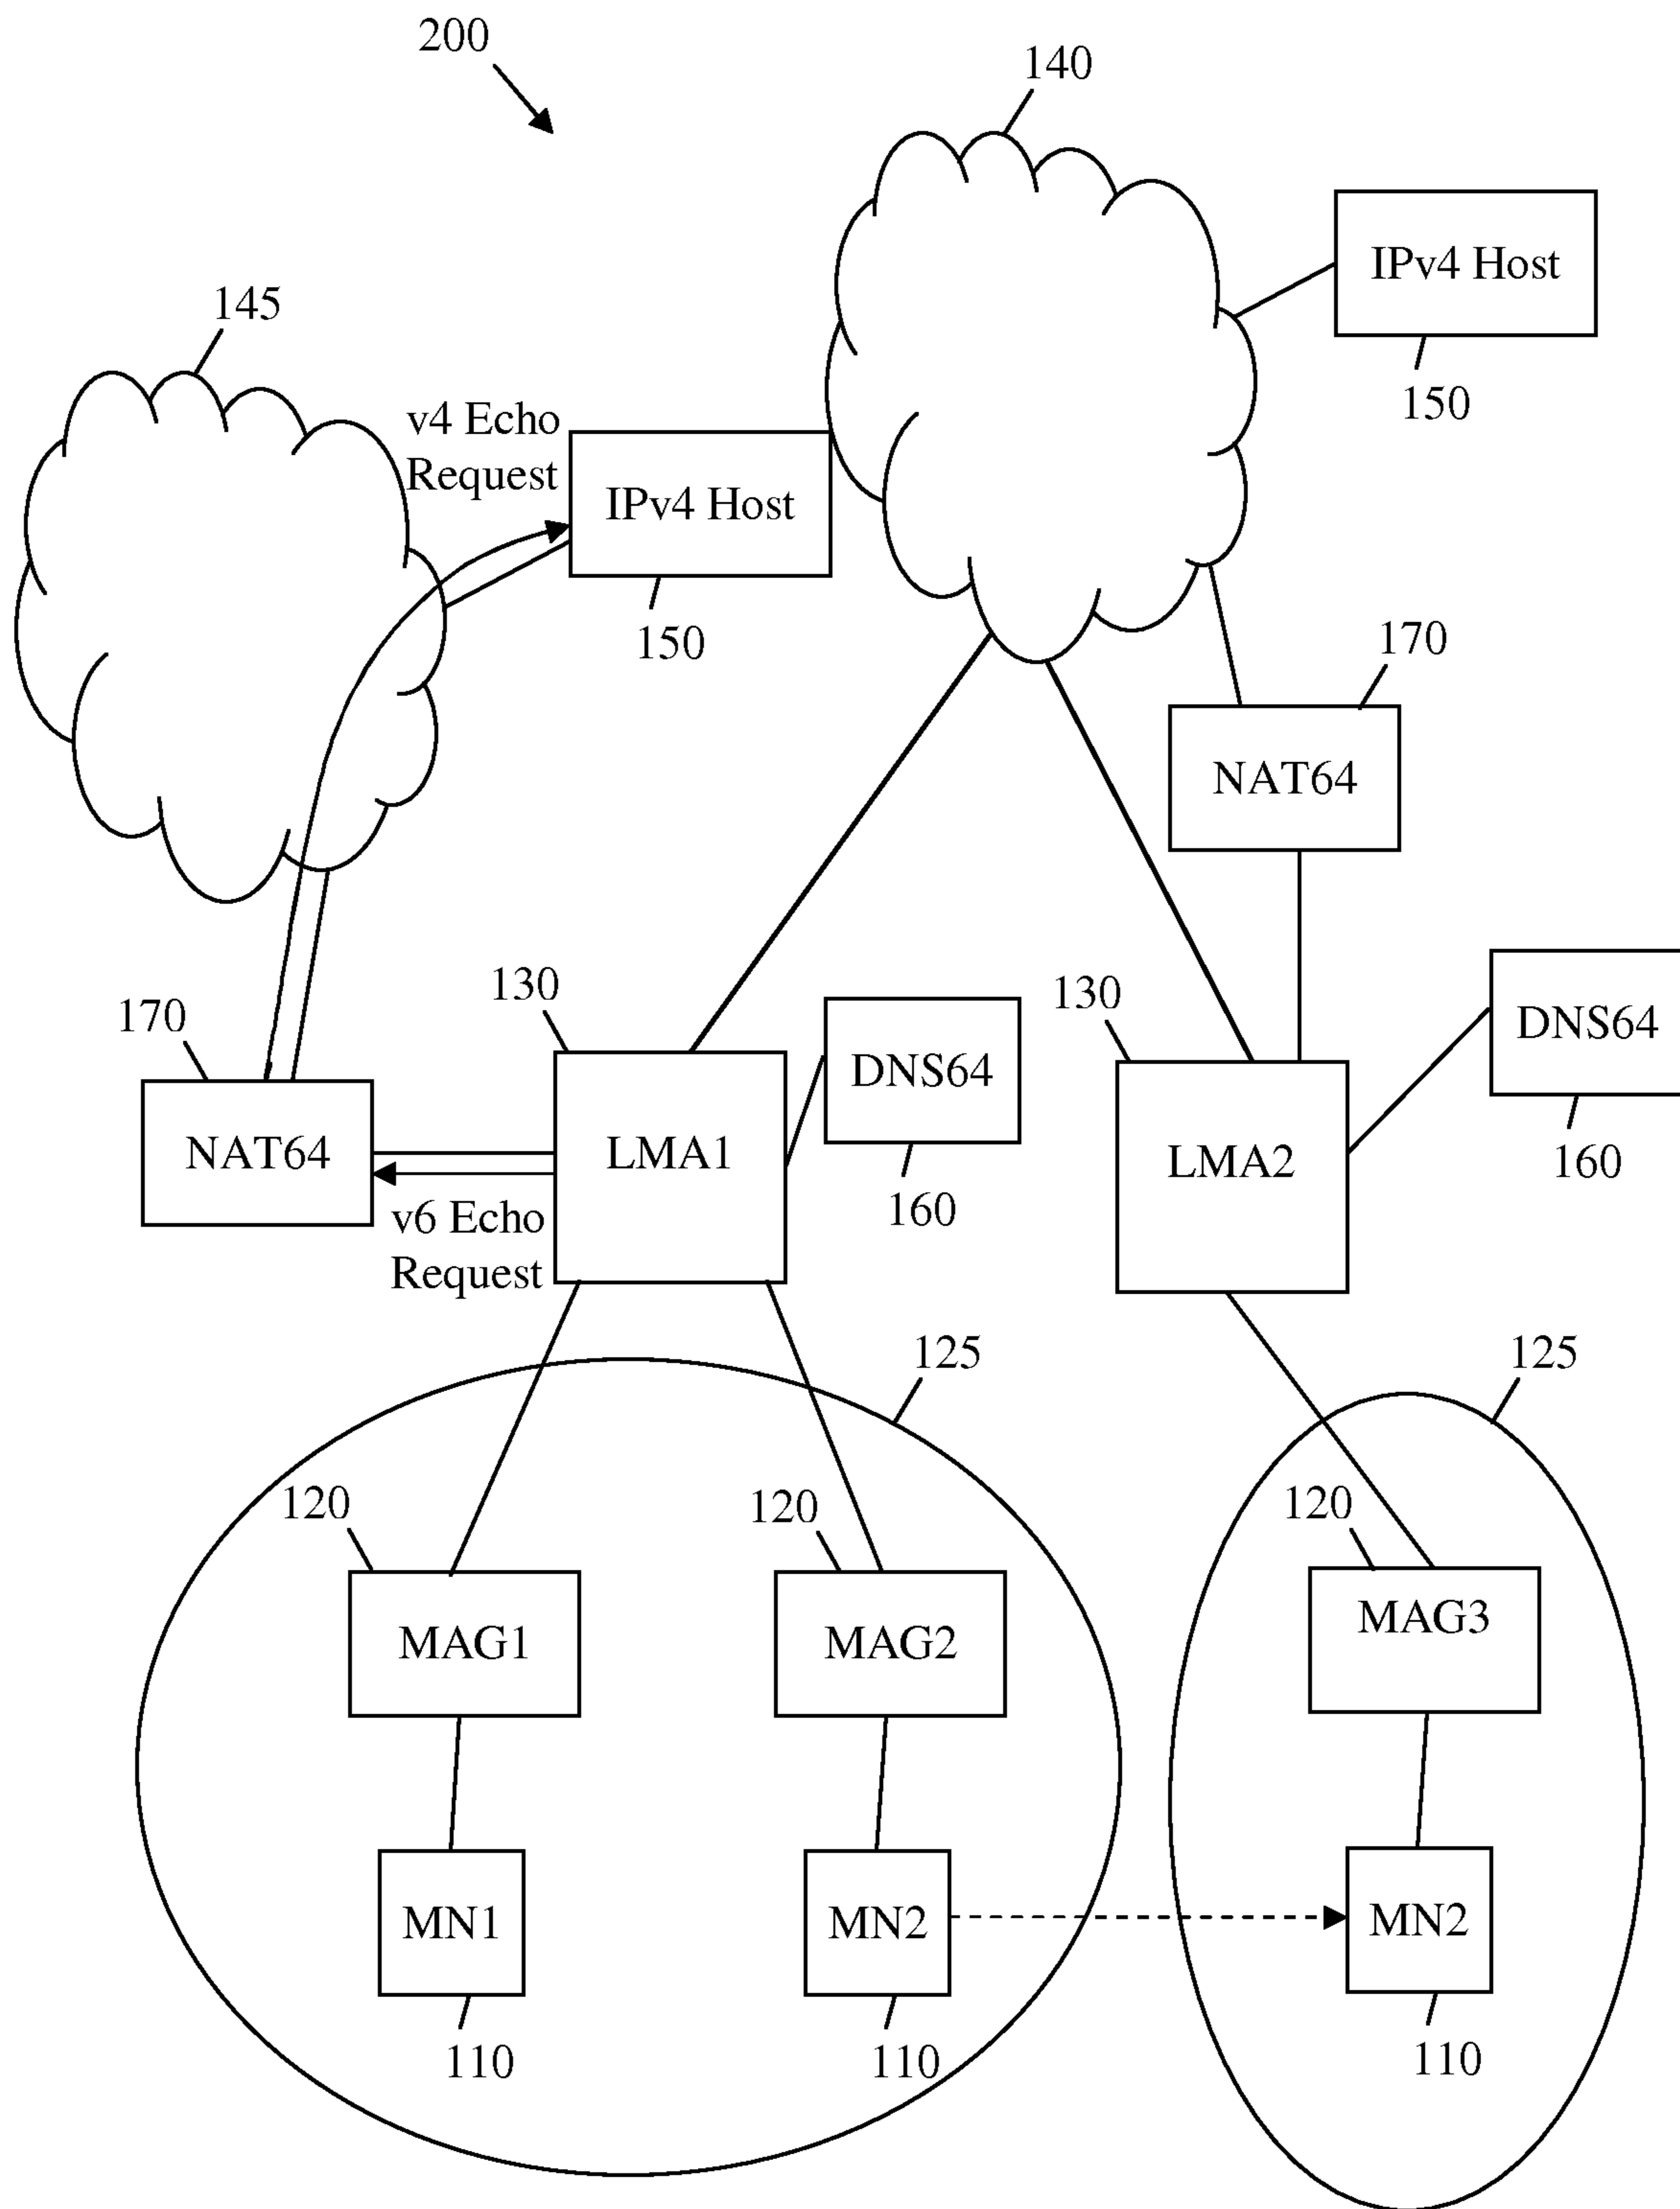 200
140
IPv4 Host
150
145
v4 Echo
Request
IPv4 Host
150
170
NAT64
130
130
DNS64
170
DNS64
NAT64
LMA1
LMA2
160
160
v6 Echo
Request
125
125
120
120
120
MAG1
MAG2
MAG3
MN1
MN2
MN2
110
110
110